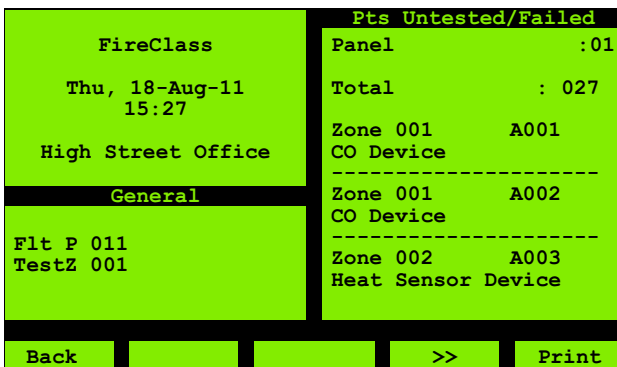 FireClass
Thu, 18-Aug-11
15:27
High Street Office
General
Flt P 011
TestZ 001
Pts Untested/Failed
Panel :01
Total : 027
Zone 001 A001
CO Device
---------------------
Zone 001 A002
CO Device
---------------------
Zone 002 A003
Heat Sensor Device
Back
>>
Print